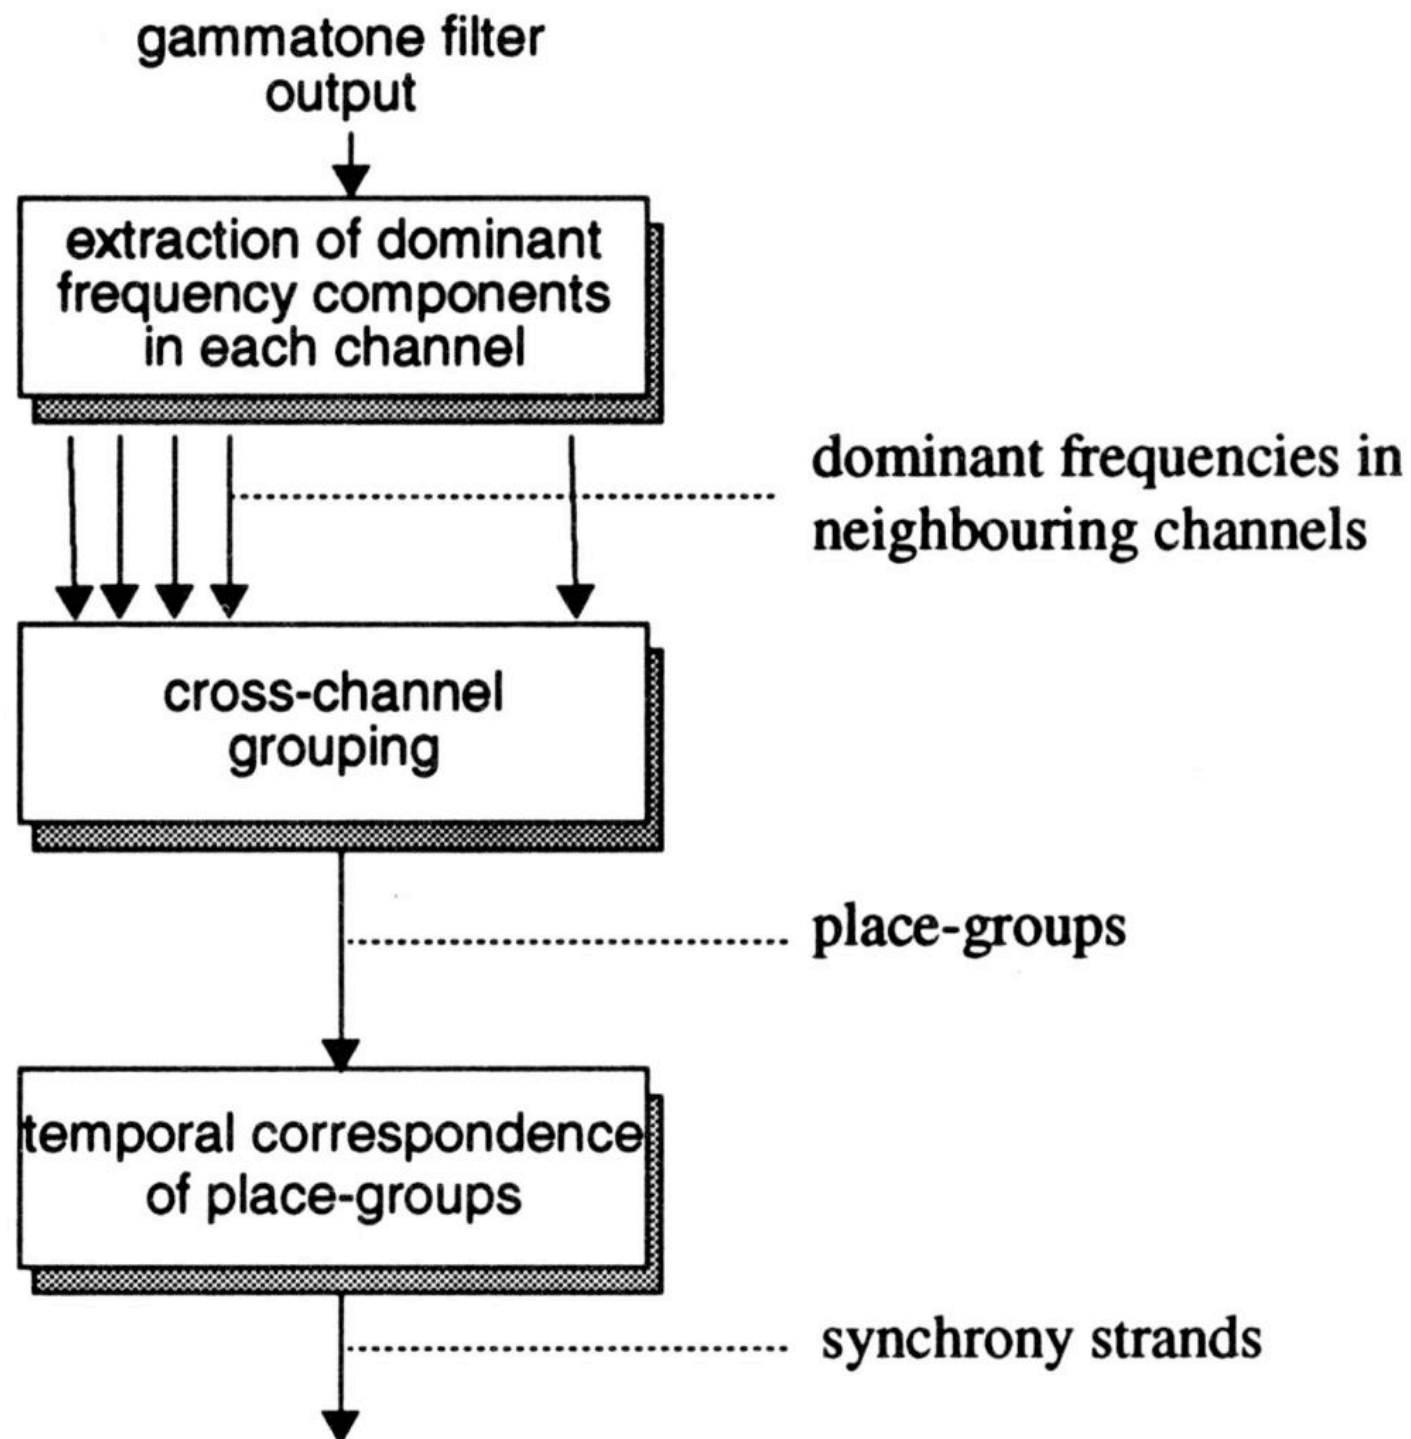 gammatone filter
output
extraction of dominant
frequency components
in each channel
dominant frequencies in
neighbouring channels
cross-channel
grouping
place-groups
temporal correspondence
of place-groups
synchrony strands